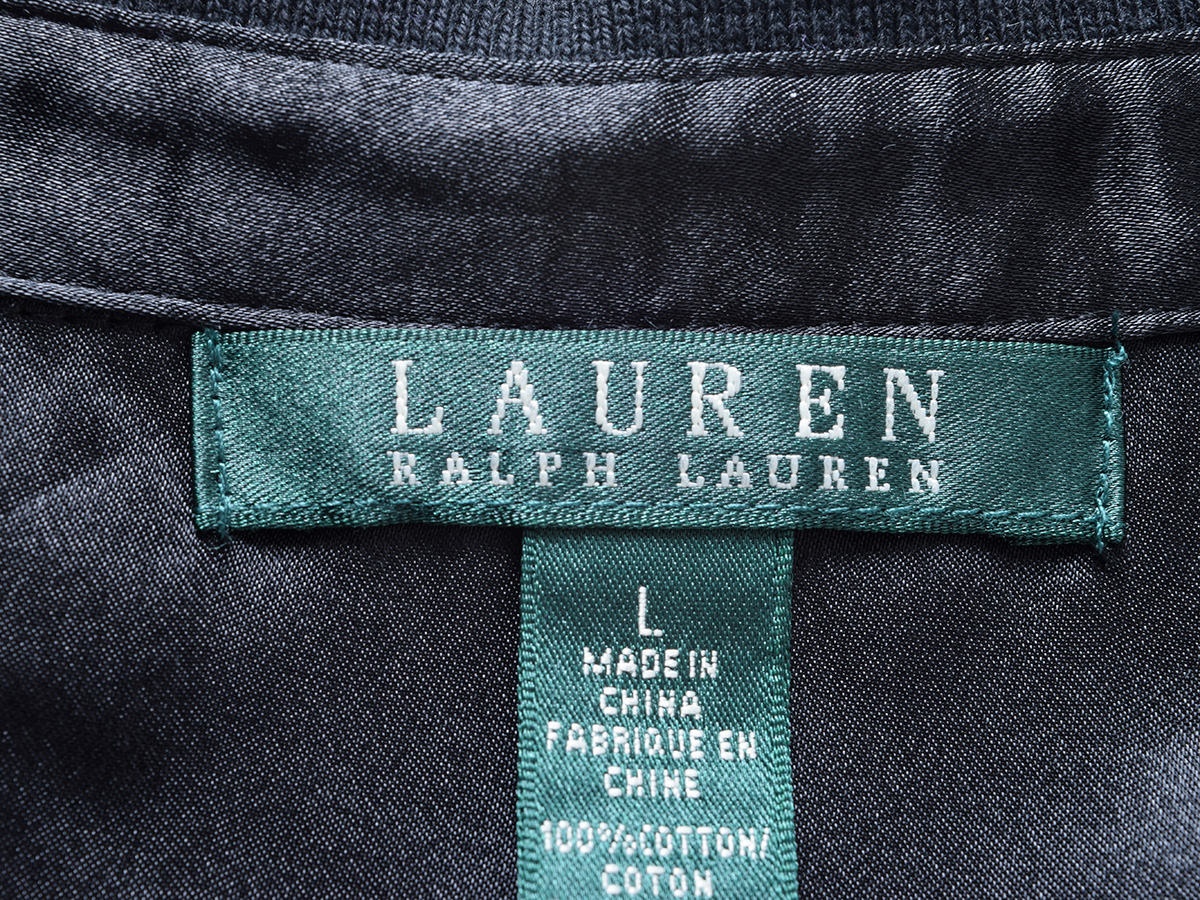 LAUREN
RALPH LAUREN
L
MADE IN
CHINA
FABRIQUE EN
CHINE
100%COTTON/
COTON